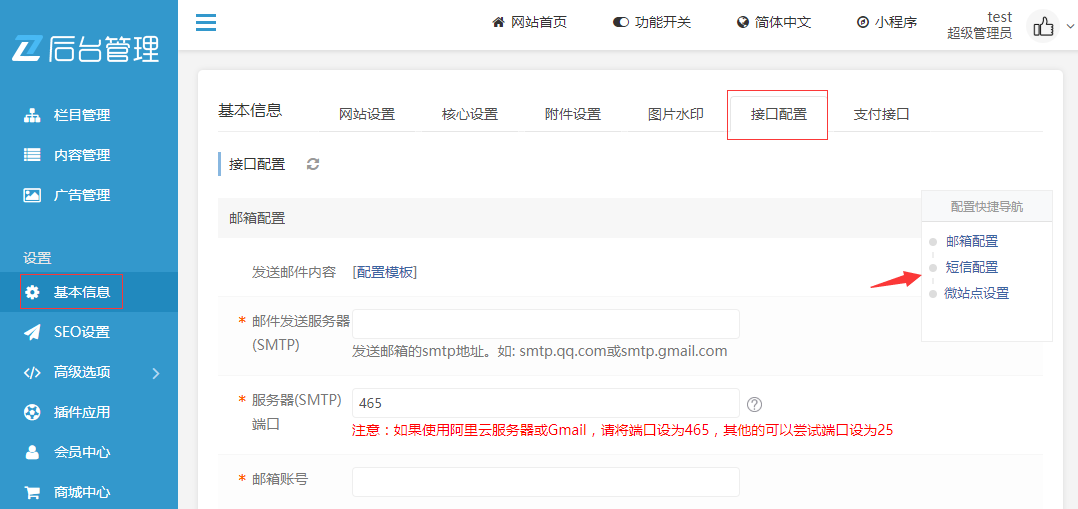 后台管理
网站首页
功能开关
简体中文
小程序
test
超级管理员
栏目管理
内容管理
广告管理
设置
基本信息
SEO设置
高级选项
插件应用
会员中心
商城中心
基本信息
网站设置
核心设置
附件设置
图片水印
接口配置
支付接口
接口配置
邮箱配置
发送邮件内容 [配置模板]
* 邮件发送服务器
(SMTP)
发送邮箱的smtp地址。如: smtp.qq.com或smtp.gmail.com
* 服务器(SMTP)
端口
465
注意：如果使用阿里云服务器或Gmail，请将端口设为465，其他的可以尝试端口设为25
* 邮箱账号
配置快捷导航
邮箱配置
短信配置
微站点设置